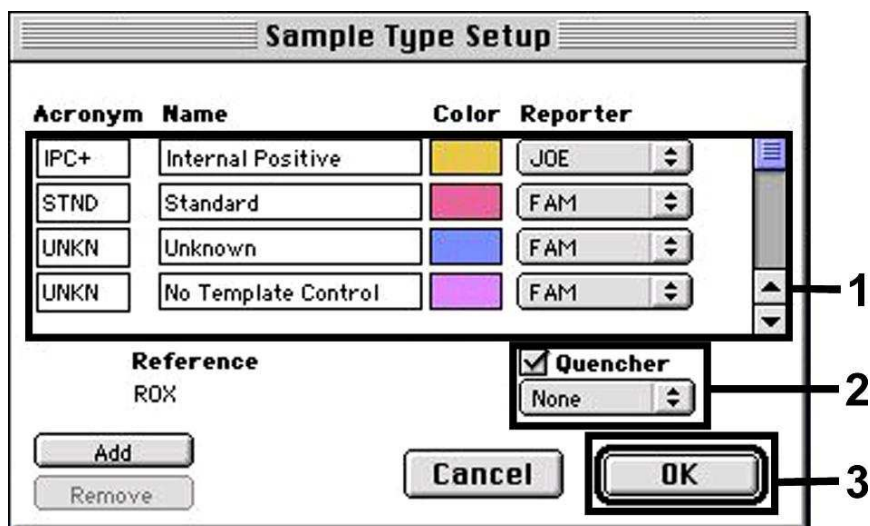 Sample Type Setup
Acronym Name Color Reporter
IPC+ Internal Positive JOE
STND Standard FAM
UNKN Unknown FAM
UNKN No Template Control FAM
1
Reference Quencher
ROX None
2
Add Cancel OK
Remove
3